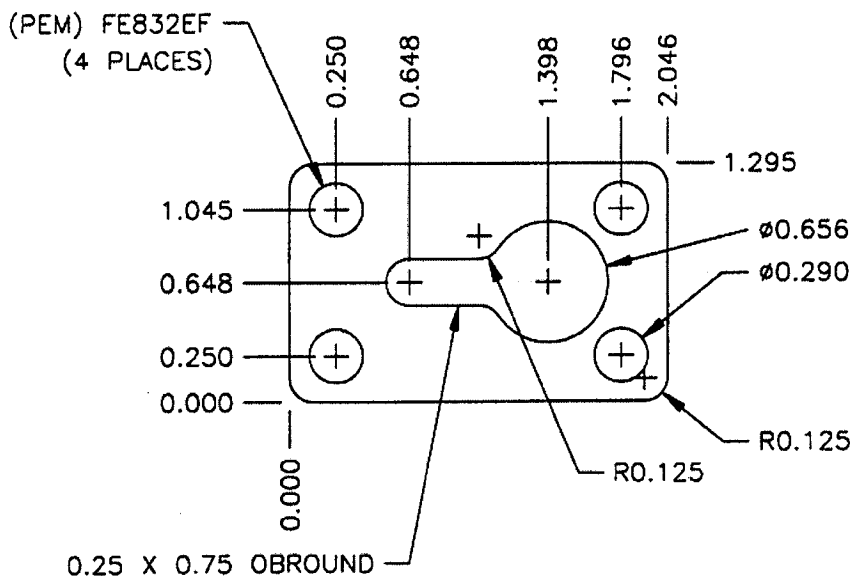 (PEM) FE832EF
(4 PLACES)
0.250
0.648
1.398
1.796
2.046
1.295
1.045
0.648
0.250
0.000
0.000
ø0.656
ø0.290
R0.125
R0.125
0.25 X 0.75 OBROUND